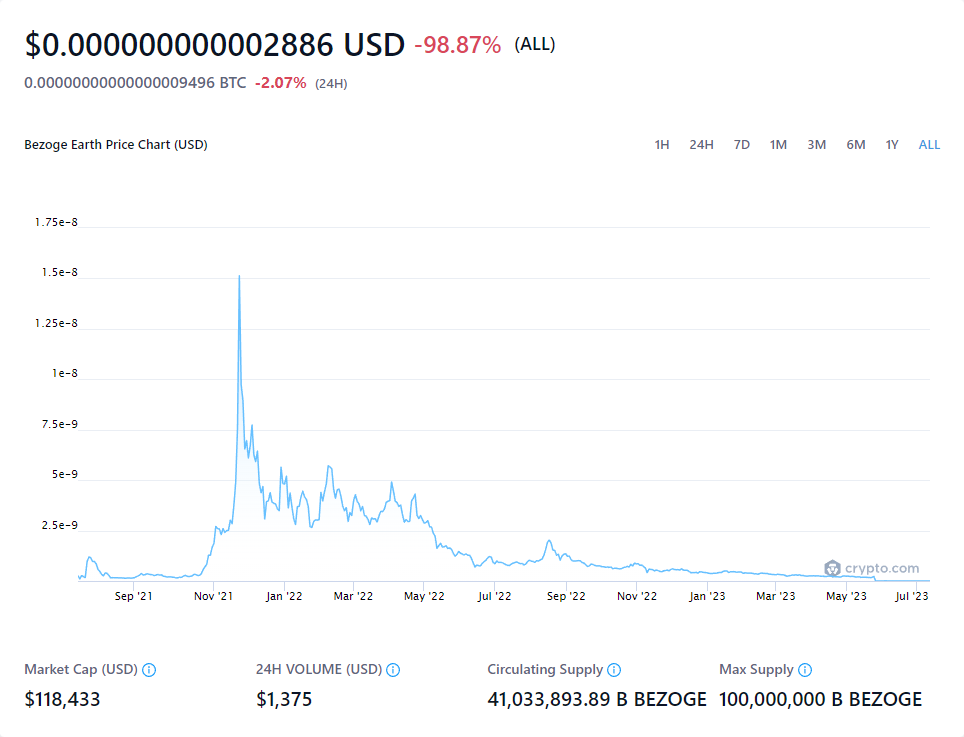 $0.000000000002886 USD -98.87% (ALL)
0.00000000000000009496 BTC -2.07% (24H)
Bezoge Earth Price Chart (USD) 1H 24H 7D 1M 3M 6M 1Y ALL
1.75e-8
1.5e-8
1.25e-8
1e-8
7.5e-9
5e-9
2.5e-9
crypto.com
Sep '21 Nov '21 Jan '22 Mar '22 May '22 Jul '22 Sep '22 Nov '22 Jan '23 Mar '23 May '23 Jul '23
Market Cap (USD) 24H VOLUME (USD) Circulating Supply Max Supply
$118,433 $1,375 41,033,893.89 B BEZOGE 100,000,000 B BEZOGE